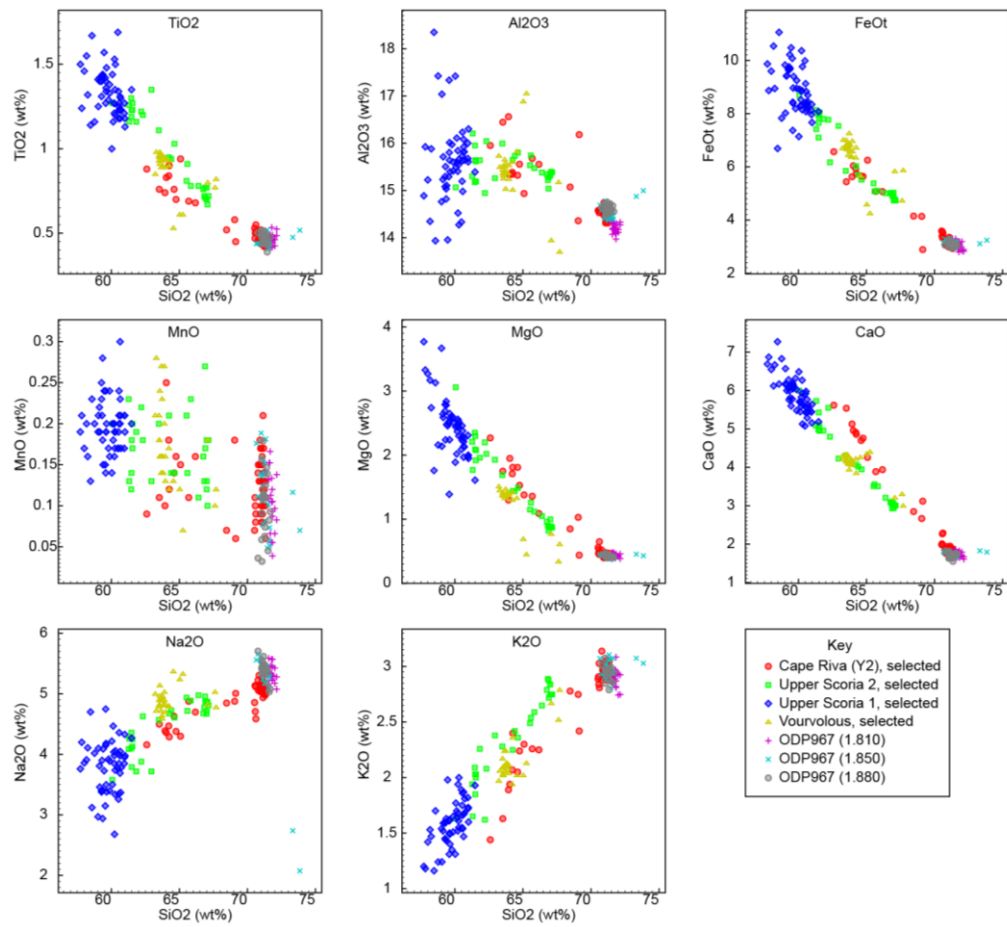 TiO2
TiO2 (wt%)
1.5
1
0.5
60
65
70
75
SiO2 (wt%)
Al2O3
Al2O3 (wt%)
18
17
16
15
14
60
65
70
75
SiO2 (wt%)
FeOt
FeOt (wt%)
10
8
6
4
2
60
65
70
75
SiO2 (wt%)
MnO
MnO (wt%)
0.3
0.25
0.2
0.15
0.1
0.05
60
65
70
75
SiO2 (wt%)
MgO
MgO (wt%)
4
3
2
1
0
60
65
70
75
SiO2 (wt%)
CaO
CaO (wt%)
7
6
5
4
3
2
1
60
65
70
75
SiO2 (wt%)
Na2O
Na2O (wt%)
6
5
4
3
2
60
65
70
75
SiO2 (wt%)
K2O
K2O (wt%)
3
2.5
2
1.5
1
60
65
70
75
SiO2 (wt%)
Key
Cape Riva (Y2), selected
Upper Scoria 2, selected
Upper Scoria 1, selected
Vourvolous, selected
ODP967 (1.810)
ODP967 (1.850)
ODP967 (1.880)